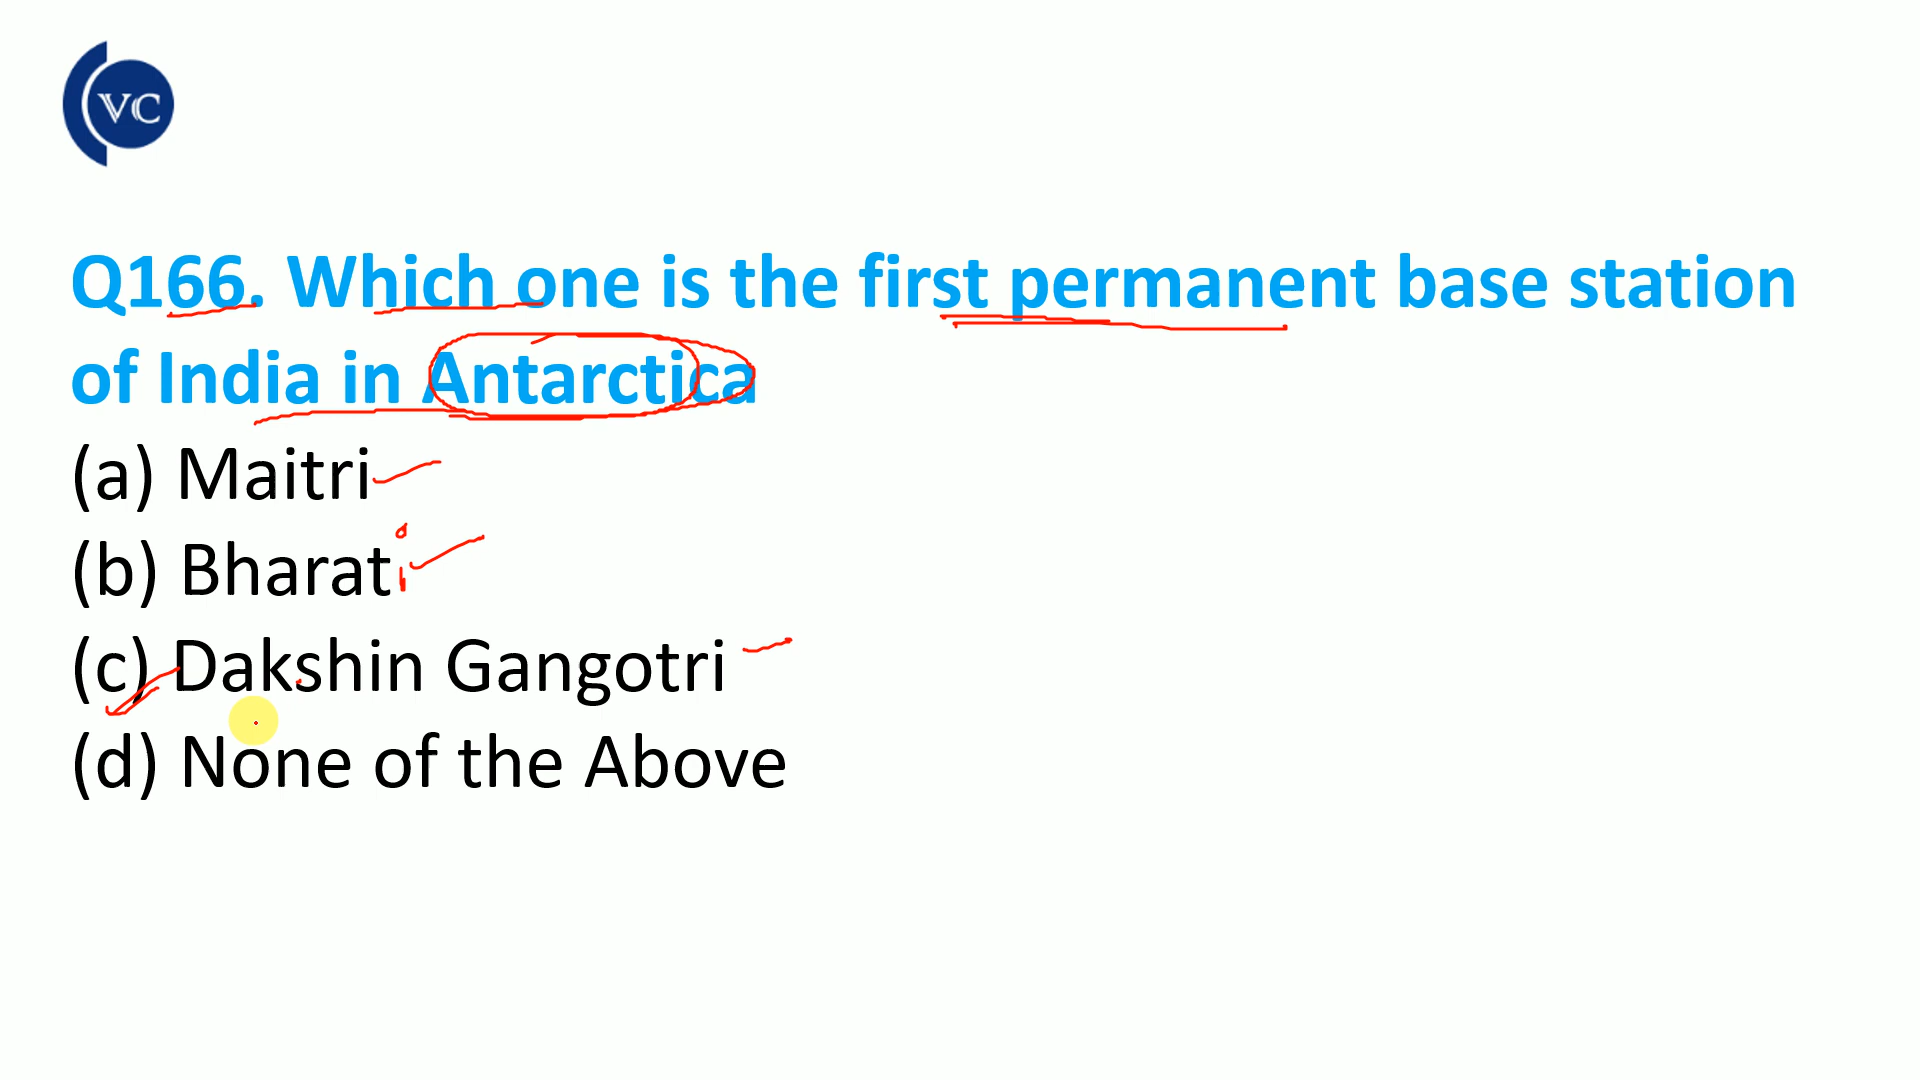 VC
Q166. Which one is the first permanent base station
of India in Antarctica
(a) Maitri
(b) Bharati
(c) Dakshin Gangotri
(d) None of the Above